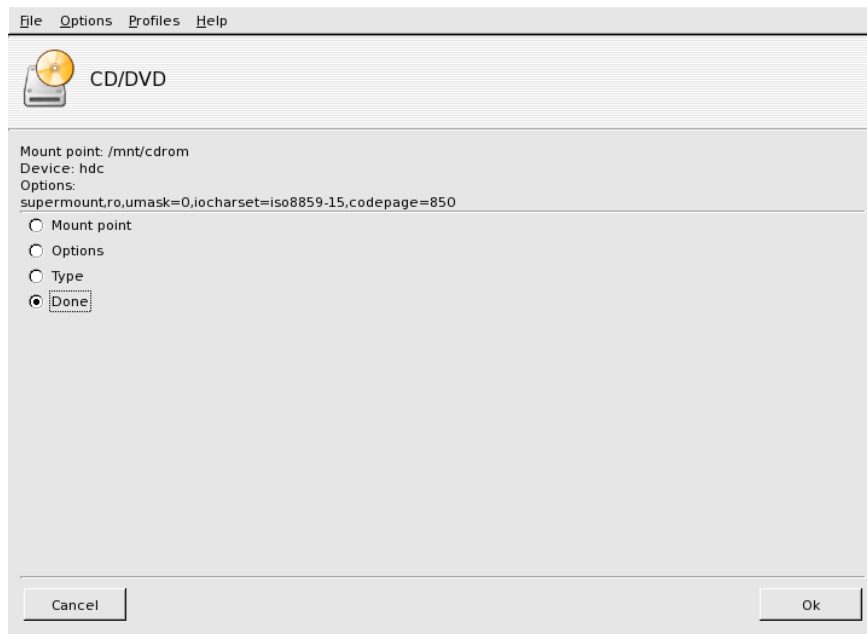 File Options Profiles Help
CD/DVD
Mount point: /mnt/cdrom
Device: hdc
Options:
supermount,ro,umask=0,iocharset=iso8859-15,codepage=850
Mount point
Options
Type
Done
Cancel Ok